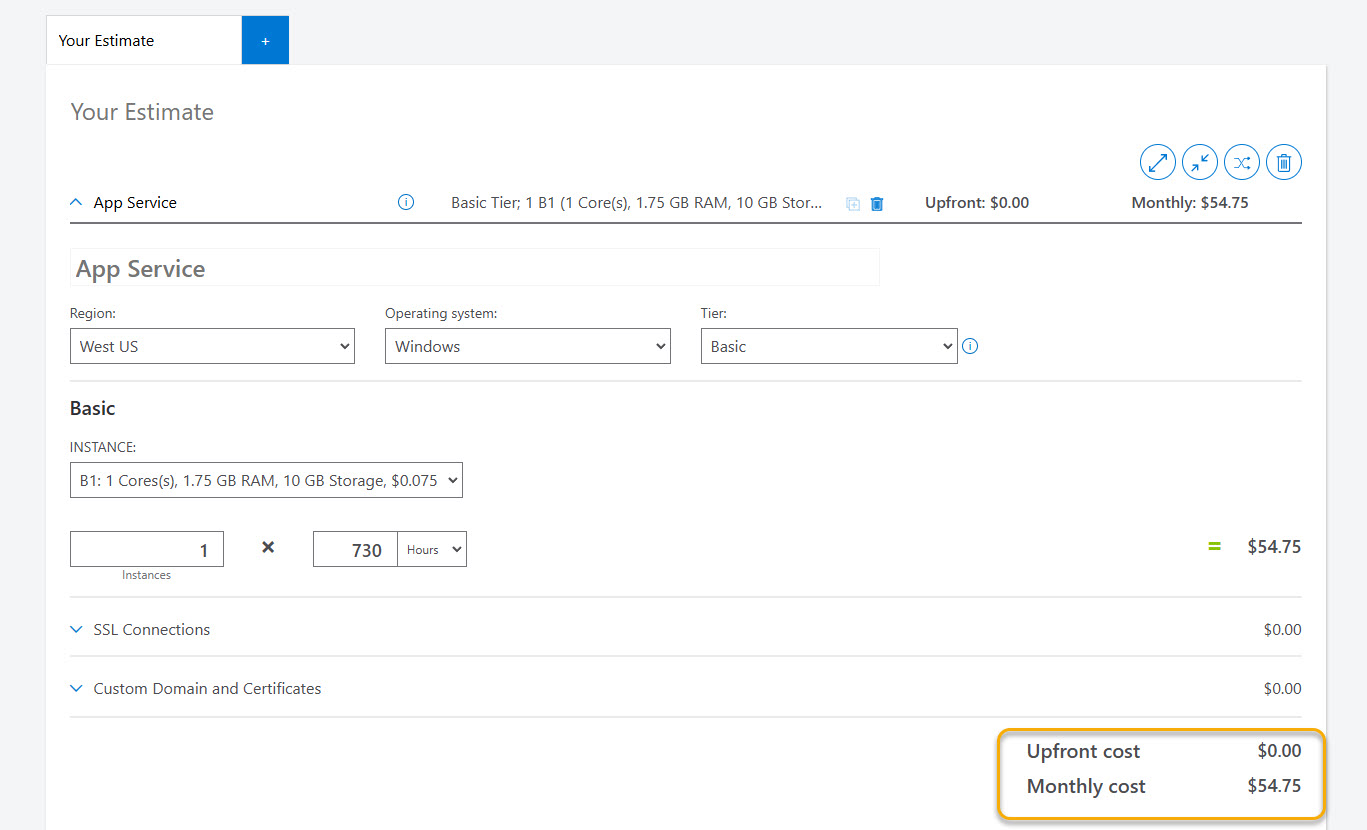 Your Estimate
+
Your Estimate
App Service
Basic Tier; 1 B1 (1 Core(s), 1.75 GB RAM, 10 GB Stor...
Upfront: $0.00
Monthly: $54.75
App Service
Region:
Operating system:
Tier:
West US
Windows
Basic
Basic
INSTANCE:
B1: 1 Cores(s), 1.75 GB RAM, 10 GB Storage, $0.075
1
×
730
Hours
=
$54.75
Instances
SSL Connections
$0.00
Custom Domain and Certificates
$0.00
Upfront cost
$0.00
Monthly cost
$54.75